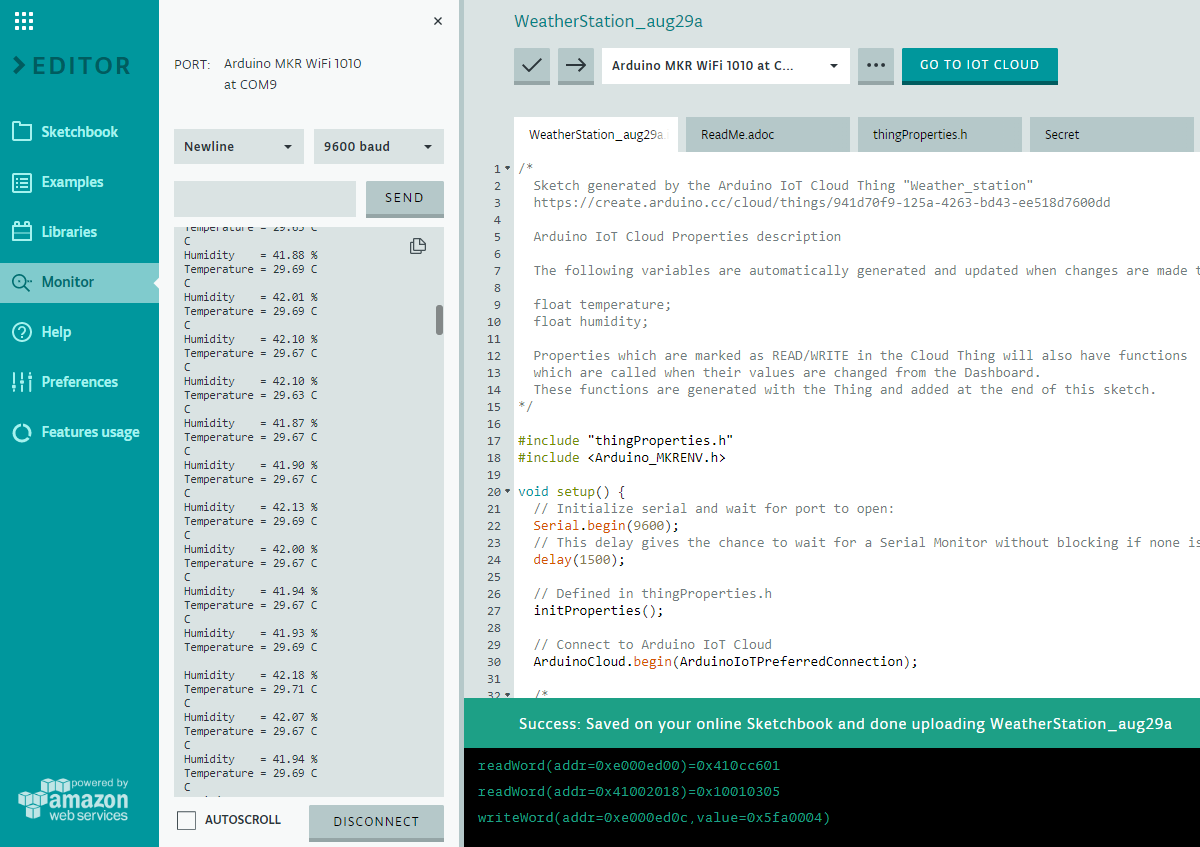 EDITOR
Sketchbook
Examples
Libraries
Monitor
Help
Preferences
Features usage
powered by
amazon
web services
PORT: Arduino MKR WiFi 1010
at COM9
Newline
9600 baud
SEND
Temperature = 29.65 C
C
Humidity = 41.88 %
Temperature = 29.69 C
C
Humidity = 42.01 %
Temperature = 29.69 C
C
Humidity = 42.10 %
Temperature = 29.67 C
C
Humidity = 42.10 %
Temperature = 29.63 C
C
Humidity = 41.87 %
Temperature = 29.67 C
C
Humidity = 41.90 %
Temperature = 29.67 C
C
Humidity = 42.13 %
Temperature = 29.69 C
C
Humidity = 42.00 %
Temperature = 29.67 C
C
Humidity = 41.94 %
Temperature = 29.67 C
C
Humidity = 41.93 %
Temperature = 29.69 C
Humidity = 42.18 %
Temperature = 29.71 C
C
Humidity = 42.07 %
Temperature = 29.67 C
C
Humidity = 41.94 %
Temperature = 29.69 C
C
AUTOSCROLL
DISCONNECT
WeatherStation_aug29a
Arduino MKR WiFi 1010 at C...
GO TO IOT CLOUD
WeatherStation_aug29a
ReadMe.adoc
thingProperties.h
Secret
1 /*
2 Sketch generated by the Arduino IoT Cloud Thing "Weather_station"
3 https://create.arduino.cc/cloud/things/941d70f9-125a-4263-bd43-ee518d7600dd
4
5 Arduino IoT Cloud Properties description
6
7 The following variables are automatically generated and updated when changes are made t
8
9 float temperature;
10 float humidity;
11
12 Properties which are marked as READ/WRITE in the Cloud Thing will also have functions
13 which are called when their values are changed from the Dashboard.
14 These functions are generated with the Thing and added at the end of this sketch.
15 */
16
17 #include "thingProperties.h"
18 #include <Arduino_MKRENV.h>
19
20 void setup() {
21 // Initialize serial and wait for port to open:
22 Serial.begin(9600);
23 // This delay gives the chance to wait for a Serial Monitor without blocking if none is
24 delay(1500);
25
26 // Defined in thingProperties.h
27 initProperties();
28
29 // Connect to Arduino IoT Cloud
30 ArduinoCloud.begin(ArduinoIoTPreferredConnection);
31
32 /*
Success: Saved on your online Sketchbook and done uploading WeatherStation_aug29a
readWord(addr=0xe000ed00)=0x410cc601
readWord(addr=0x41002018)=0x10010305
writeWord(addr=0xe000ed0c,value=0x5fa0004)